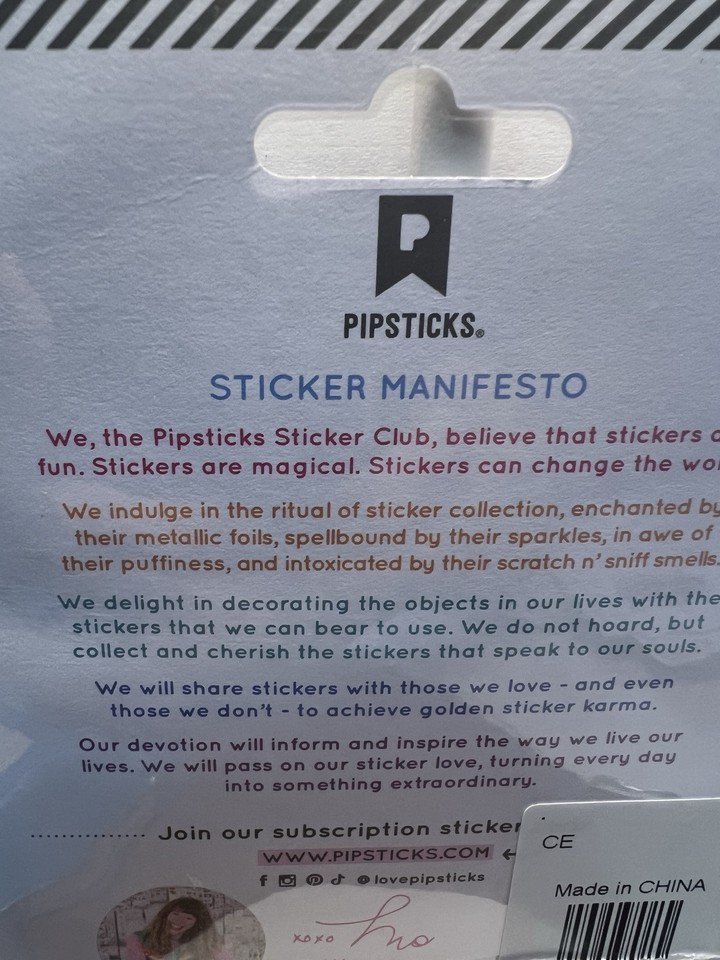 PIPSTICKS®
STICKER MANIFESTO
We, the Pipsticks Sticker Club, believe that stickers
fun. Stickers are magical. Stickers can change the
We indulge in the ritual of sticker collection, enchanted by
their metallic foils, spellbound by their sparkles, in awe of
their puffiness, and intoxicated by their scratch n' sniff smells.
We delight in decorating the objects in our lives with the
stickers that we can bear to use. We do not hoard, but
collect and cherish the stickers that speak to our souls.
We will share stickers with those we love - and even
those we don't - to achieve golden sticker karma.
Our devotion will inform and inspire the way we live our
lives. We will pass on our sticker love, turning every day
into something extraordinary.
Join our subscription sticker
WWW.PIPSTICKS.COM
@lovepipsticks
xoxo
CE
Made in CHINA